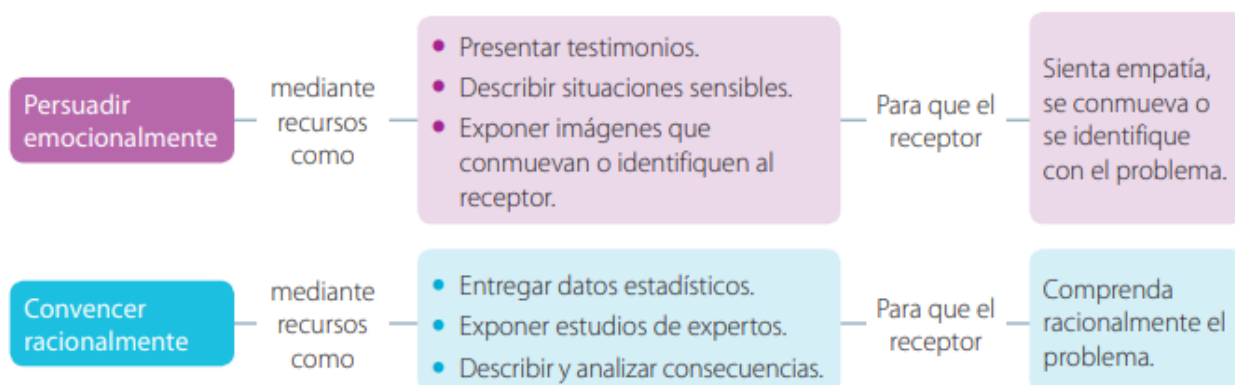 Persuadir
emocionalmente
mediante
recursos
como
• Presentar testimonios.
• Describir situaciones sensibles.
• Exponer imágenes que
conmuevan o identifiquen al
receptor.
Para que el
receptor
Sienta empatía,
se conmueva o
se identifique
con el problema.
Convencer
racionalmente
mediante
recursos
como
• Entregar datos estadísticos.
• Exponer estudios de expertos.
• Describir y analizar consecuencias.
Para que el
receptor
Comprenda
racionalmente el
problema.